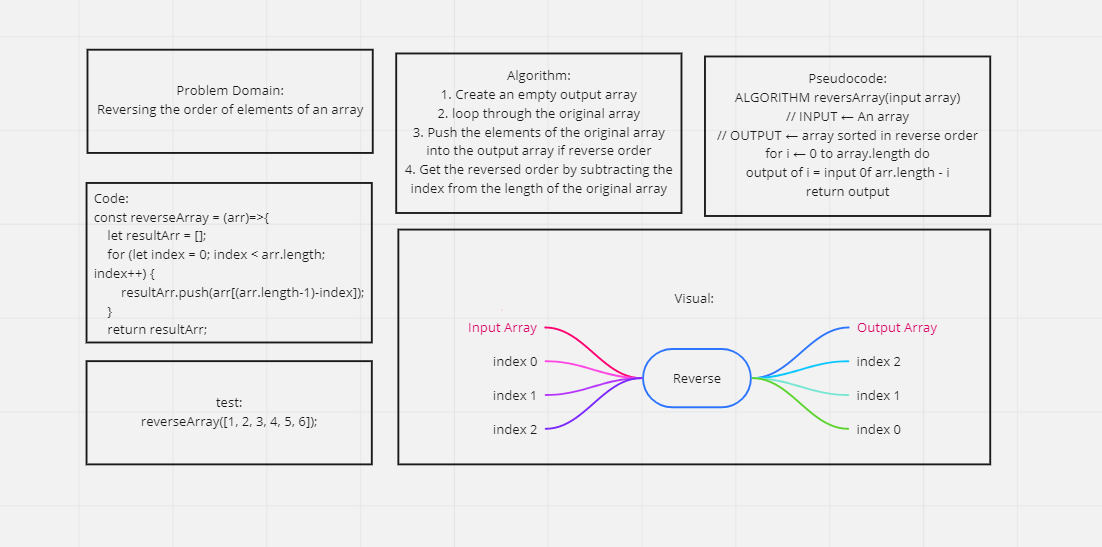 Problem Domain:
Reversing the order of elements of an array
Algorithm:
1. Create an empty output array
2. loop through the original array
3. Push the elements of the original array
into the output array if reverse order
4. Get the reversed order by subtracting the
index from the length of the original array
Pseudocode:
ALGORITHM reversArray(input array)
// INPUT ← An array
// OUTPUT ← array sorted in reverse order
for i ← 0 to array.length do
output of i = input 0f arr.length - i
return output
Code:
const reverseArray = (arr)=>{
let resultArr = [];
for (let index = 0; index < arr.length;
index++) {
resultArr.push(arr[(arr.length-1)-index]);
}
return resultArr;
test:
reverseArray([1, 2, 3, 4, 5, 6]);
Visual:
Input Array
index 0
index 1
index 2
Reverse
Output Array
index 2
index 1
index 0